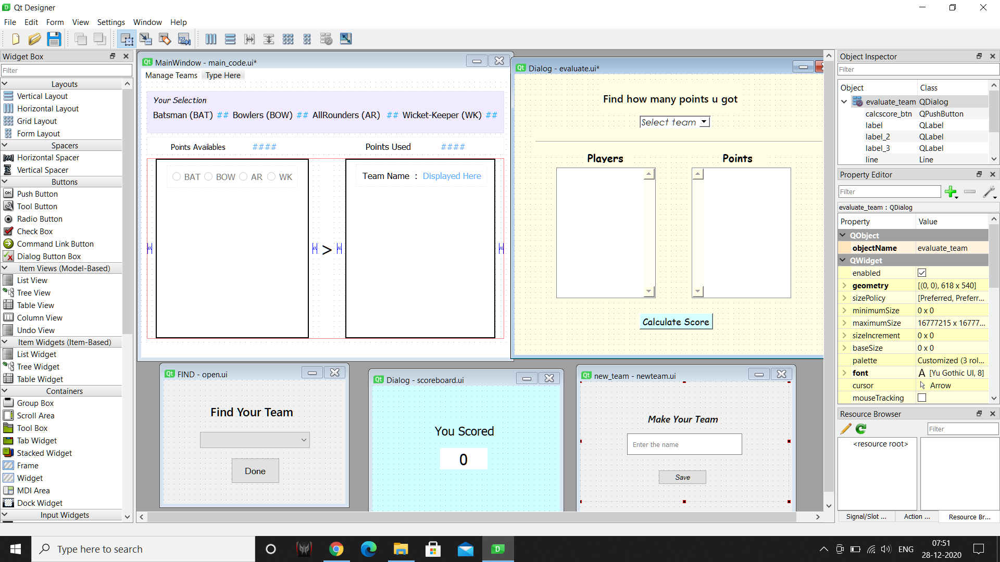 Qt Designer
File Edit Form View Settings Window Help
Widget Box
Filter
Layouts
Vertical Layout
Horizontal Layout
Grid Layout
Form Layout
Spacers
Horizontal Spacer
Vertical Spacer
Buttons
Push Button
Tool Button
Radio Button
Check Box
Command Link Button
Dialog Button Box
Item Views (Model-Based)
List View
Tree View
Table View
Column View
Undo View
Item Widgets (Item-Based)
List Widget
Tree Widget
Table Widget
Containers
Group Box
Scroll Area
Tool Box
Tab Widget
Stacked Widget
Frame
Widget
MDI Area
Dock Widget
Input Widgets
MainWindow - main_code.ui*
Manage Teams Type Here
Your Selection
Batsman (BAT) ## Bowlers (BOW) ## AllRounders (AR) ## Wicket-Keeper (WK) ##
Points Availables #### Points Used ####
BAT BOW AR WK
Team Name : Displayed Here
>
Dialog - evaluate.ui*
Find how many points u got
Select team
Players Points
Calculate Score
FIND - open.ui
Find Your Team
Done
Dialog - scoreboard.ui
You Scored
0
new_team - newteam.ui
Make Your Team
Enter the name
Save
Object Inspector
Filter
Object Class
evaluate_team QDialog
calcscore_btn QPushButton
label QLabel
label_2 QLabel
label_3 QLabel
line Line
Property Editor
Filter
evaluate_team : QDialog
Property Value
QObject
objectName evaluate_team
QWidget
enabled
geometry [(0, 0), 618 x 540]
sizePolicy [Preferred, Preferr...
minimumSize 0 x 0
maximumSize 16777215 x 16777...
sizeIncrement 0 x 0
baseSize 0 x 0
palette Customized (3 rol...
font A [Yu Gothic UI, 8]
cursor Arrow
mouseTracking
Resource Browser
Filter
<resource root>
Signal/Slot ... Action ... Resource Br...
Type here to search
ENG
07:51
28-12-2020